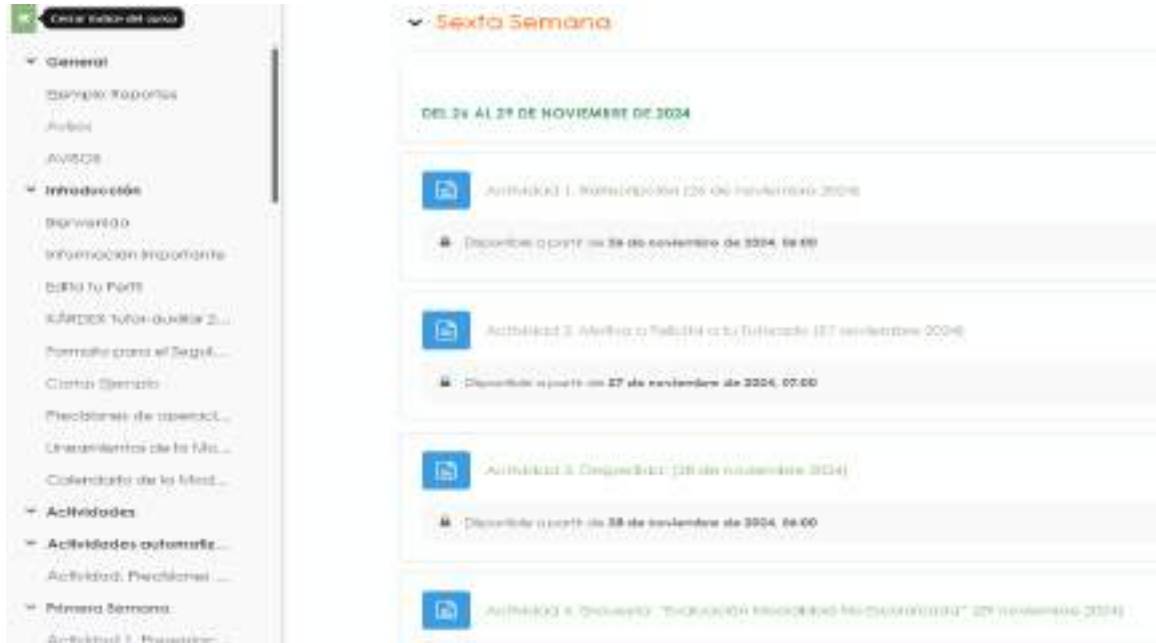 Cerrar índice del curso
General
Ejemplo Reportes
Avisos
AVISOS
Introducción
Bienvenida
Información Importante
Edita tu Perfil
KÁRDEX Tutor-auxiliar 2...
Formato para el Segui...
Carta Ejemplo
Precisiones de operaci...
Lineamientos de la Mo...
Calendario de la Mod...
Actividades
Actividades automatiz...
Actividad. Precisiones ...
Primera Semana
Actividad 1.
Sexta Semana
DEL 26 AL 29 DE NOVIEMBRE DE 2024
Actividad 1. (26 de noviembre 2024)
Disponible a partir de 26 de noviembre de 2024, 06:00
Actividad 2. Motiva o Felicita a tu Tutorado (27 noviembre 2024)
Disponible a partir de 27 de noviembre de 2024, 07:00
Actividad 3. Despedida. (28 de noviembre 2024)
Disponible a partir de 28 de noviembre de 2024, 06:00
Actividad 4. Encuesta: "Evaluación Modalidad No Escolarizada" (29 noviembre 2024)